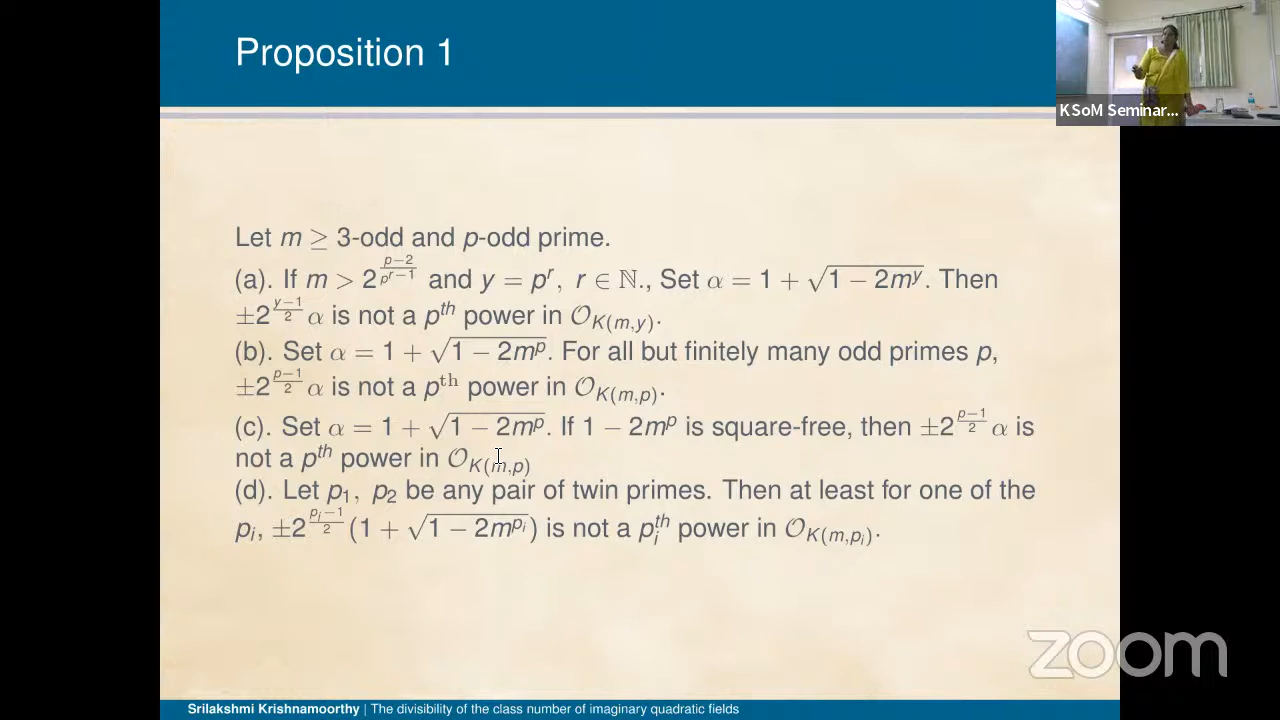 Proposition 1
KSoM Seminar...
Let m ≥ 3-odd and p-odd prime.
(a). If m > 2^{\frac{p−2}{p^r−1}} and y = p^r, r ∈ ℕ., Set α = 1 + √(1 − 2m^y). Then
±2^{\frac{y−1}{2}} α is not a p^{th} power in 𝒪_{K(m,y)}.
(b). Set α = 1 + √(1 − 2m^p). For all but finitely many odd primes p,
±2^{\frac{p−1}{2}} α is not a p^{th} power in 𝒪_{K(m,p)}.
(c). Set α = 1 + √(1 − 2m^p). If 1 − 2m^p is square-free, then ±2^{\frac{p−1}{2}} α is
not a p^{th} power in 𝒪_{K(m,p)}
(d). Let p_1, p_2 be any pair of twin primes. Then at least for one of the
p_i, ±2^{\frac{p_i−1}{2}} (1 + √(1 − 2m^{p_i})) is not a p_i^{th} power in 𝒪_{K(m,p_i)}.
zoom
Srilakshmi Krishnamoorthy | The divisibility of the class number of imaginary quadratic fields